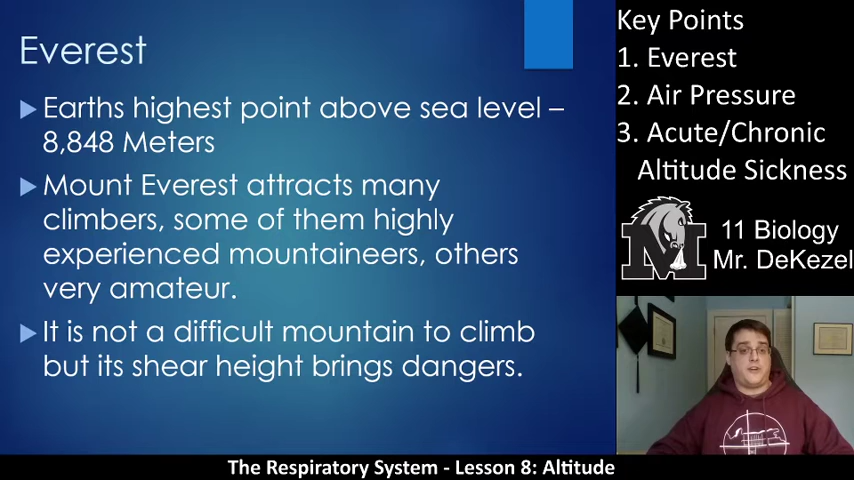 Everest
Earths highest point above sea level –
8,848 Meters
Mount Everest attracts many
climbers, some of them highly
experienced mountaineers, others
very amateur.
It is not a difficult mountain to climb
but its shear height brings dangers.
Key Points
1. Everest
2. Air Pressure
3. Acute/Chronic
Altitude Sickness
M
11 Biology
Mr. DeKezel
The Respiratory System - Lesson 8: Altitude